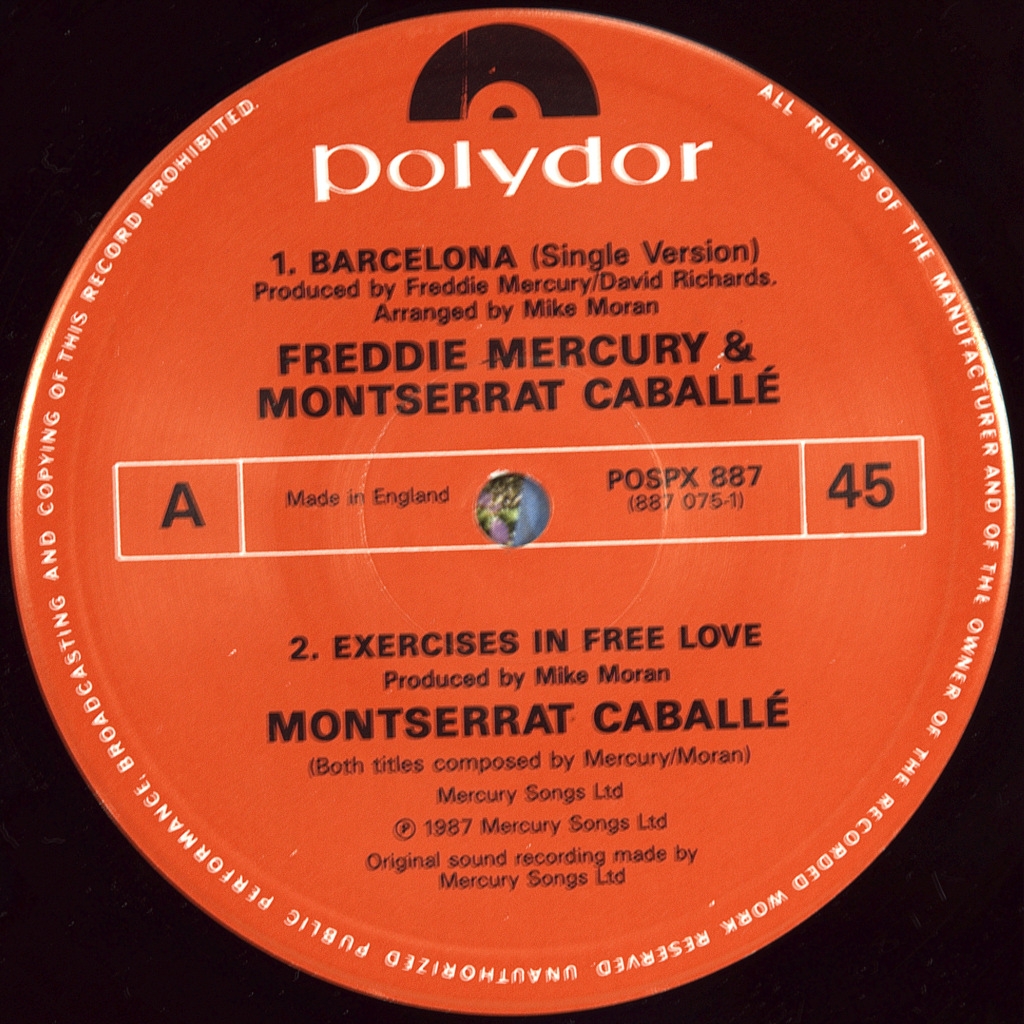 polydor
1. BARCELONA (Single Version)
Produced by Freddie Mercury/David Richards.
Arranged by Mike Moran
FREDDIE MERCURY &
MONTSERRAT CABALLÉ
A
Made in England
POSPX 887
(887 075-1)
45
2. EXERCISES IN FREE LOVE
Produced by Mike Moran
MONTSERRAT CABALLÉ
(Both titles composed by Mercury/Moran)
Mercury Songs Ltd
℗ 1987 Mercury Songs Ltd
Original sound recording made by
Mercury Songs Ltd
ALL RIGHTS OF THE MANUFACTURER AND OF THE OWNER OF THE RECORDED WORK RESERVED. UNAUTHORIZED PUBLIC PERFORMANCE, BROADCASTING AND COPYING OF THIS RECORD PROHIBITED.